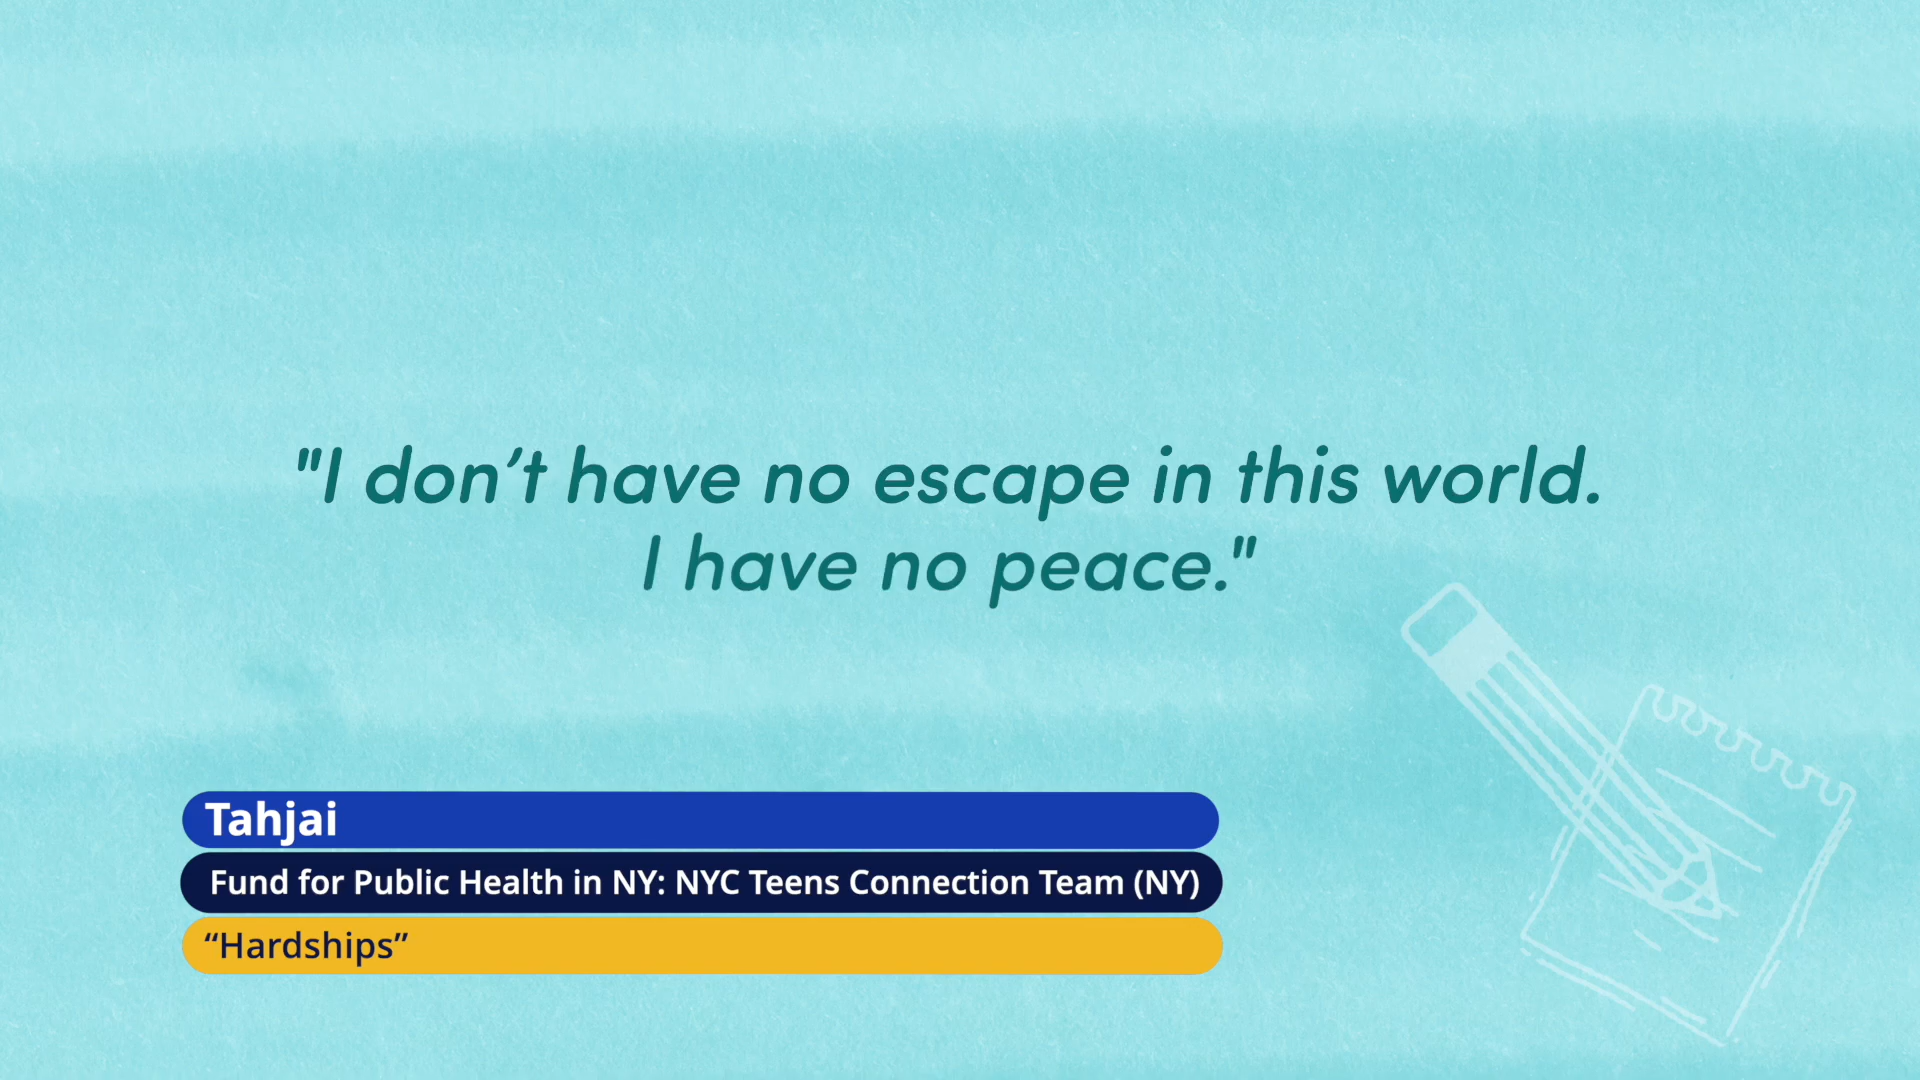 "I don’t have no escape in this world.
I have no peace."
Tahjai
Fund for Public Health in NY: NYC Teens Connection Team (NY)
“Hardships”